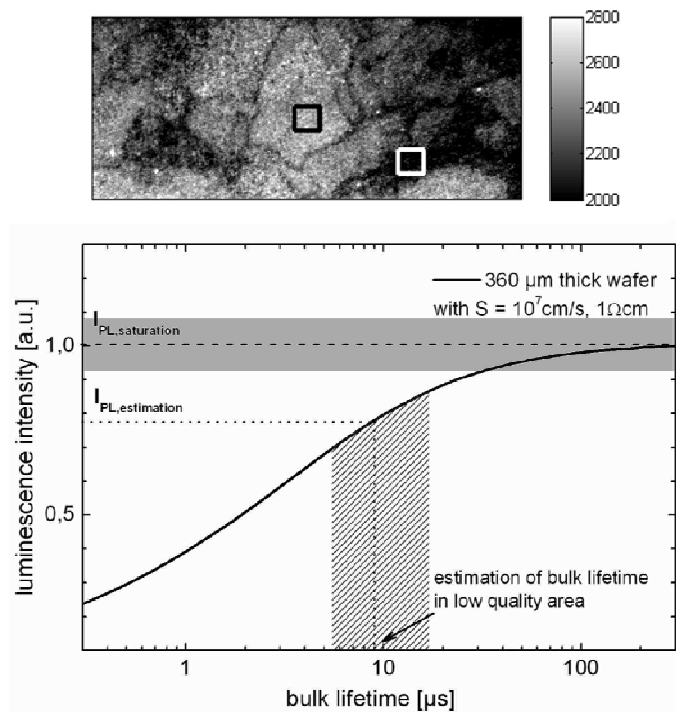 2800
2600
2400
2200
2000
luminescence intensity [a.u.]
1,0
0,5
I_PL,saturation
I_PL,estimation
360 µm thick wafer
with S = 10⁷cm/s, 1Ωcm
estimation of bulk lifetime
in low quality area
1
10
100
bulk lifetime [µs]